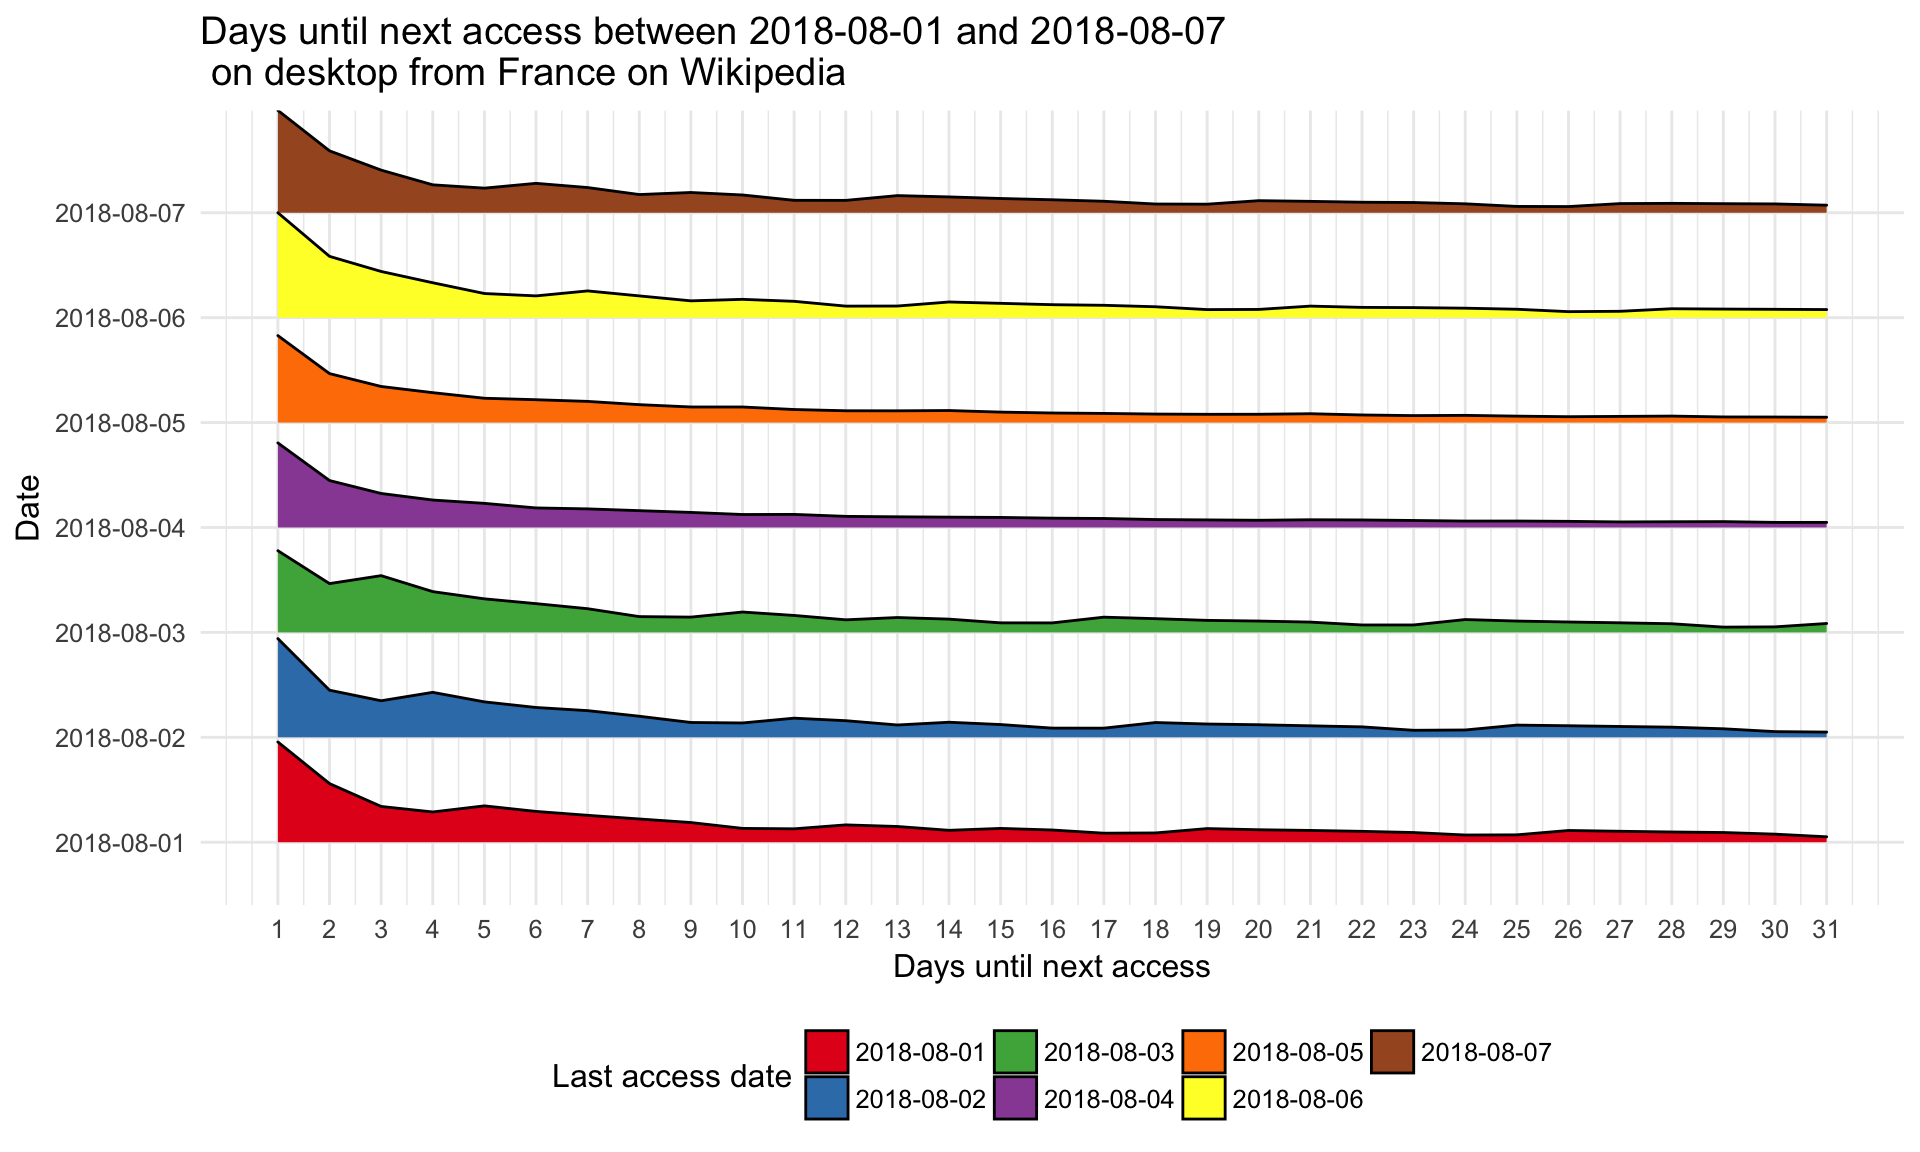 Days until next access between 2018-08-01 and 2018-08-07
on desktop from France on Wikipedia
Date
2018-08-07
2018-08-06
2018-08-05
2018-08-04
2018-08-03
2018-08-02
2018-08-01
1 2 3 4 5 6 7 8 9 10 11 12 13 14 15 16 17 18 19 20 21 22 23 24 25 26 27 28 29 30 31
Days until next access
Last access date
2018-08-01 2018-08-03 2018-08-05 2018-08-07
2018-08-02 2018-08-04 2018-08-06